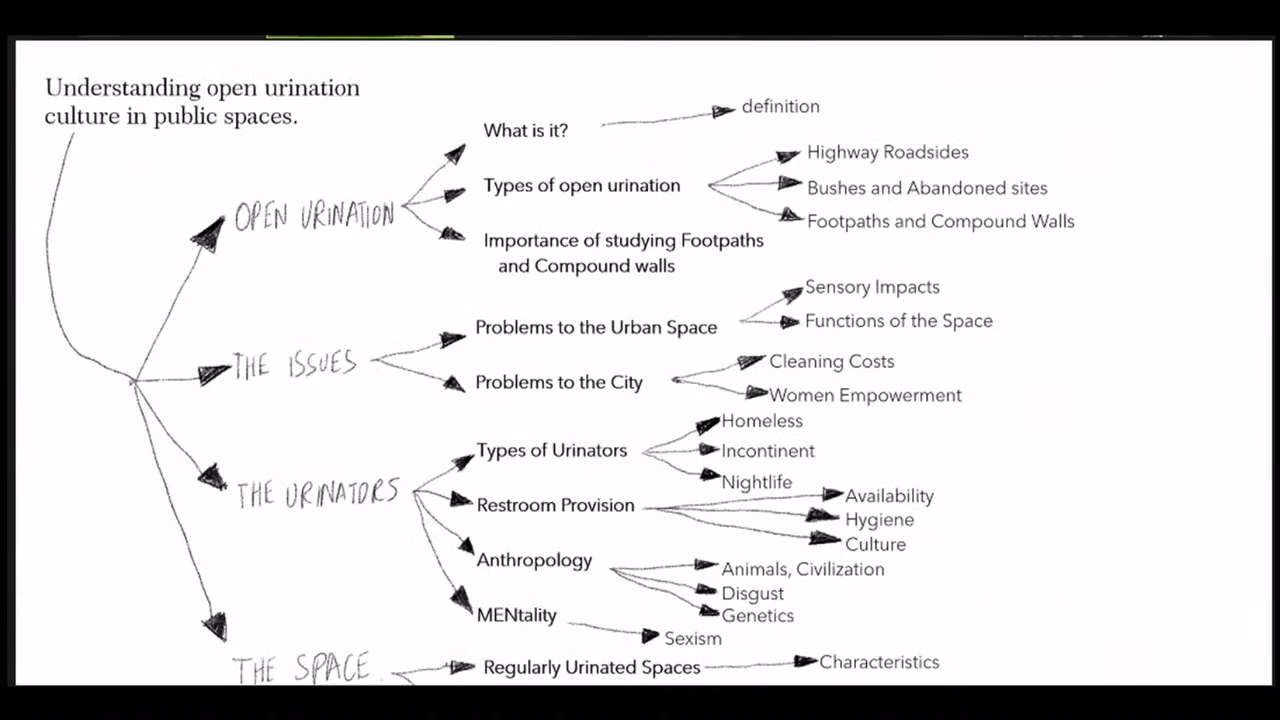 Understanding open urination
culture in public spaces.
OPEN URINATION
What is it?
definition
Types of open urination
Highway Roadsides
Bushes and Abandoned sites
Footpaths and Compound Walls
Importance of studying Footpaths
and Compound walls
THE ISSUES
Problems to the Urban Space
Sensory Impacts
Functions of the Space
Problems to the City
Cleaning Costs
Women Empowerment
THE URINATORS
Types of Urinators
Homeless
Incontinent
Nightlife
Restroom Provision
Availability
Hygiene
Culture
Anthropology
Animals, Civilization
Disgust
Genetics
MENtality
Sexism
THE SPACE
Regularly Urinated Spaces
Characteristics